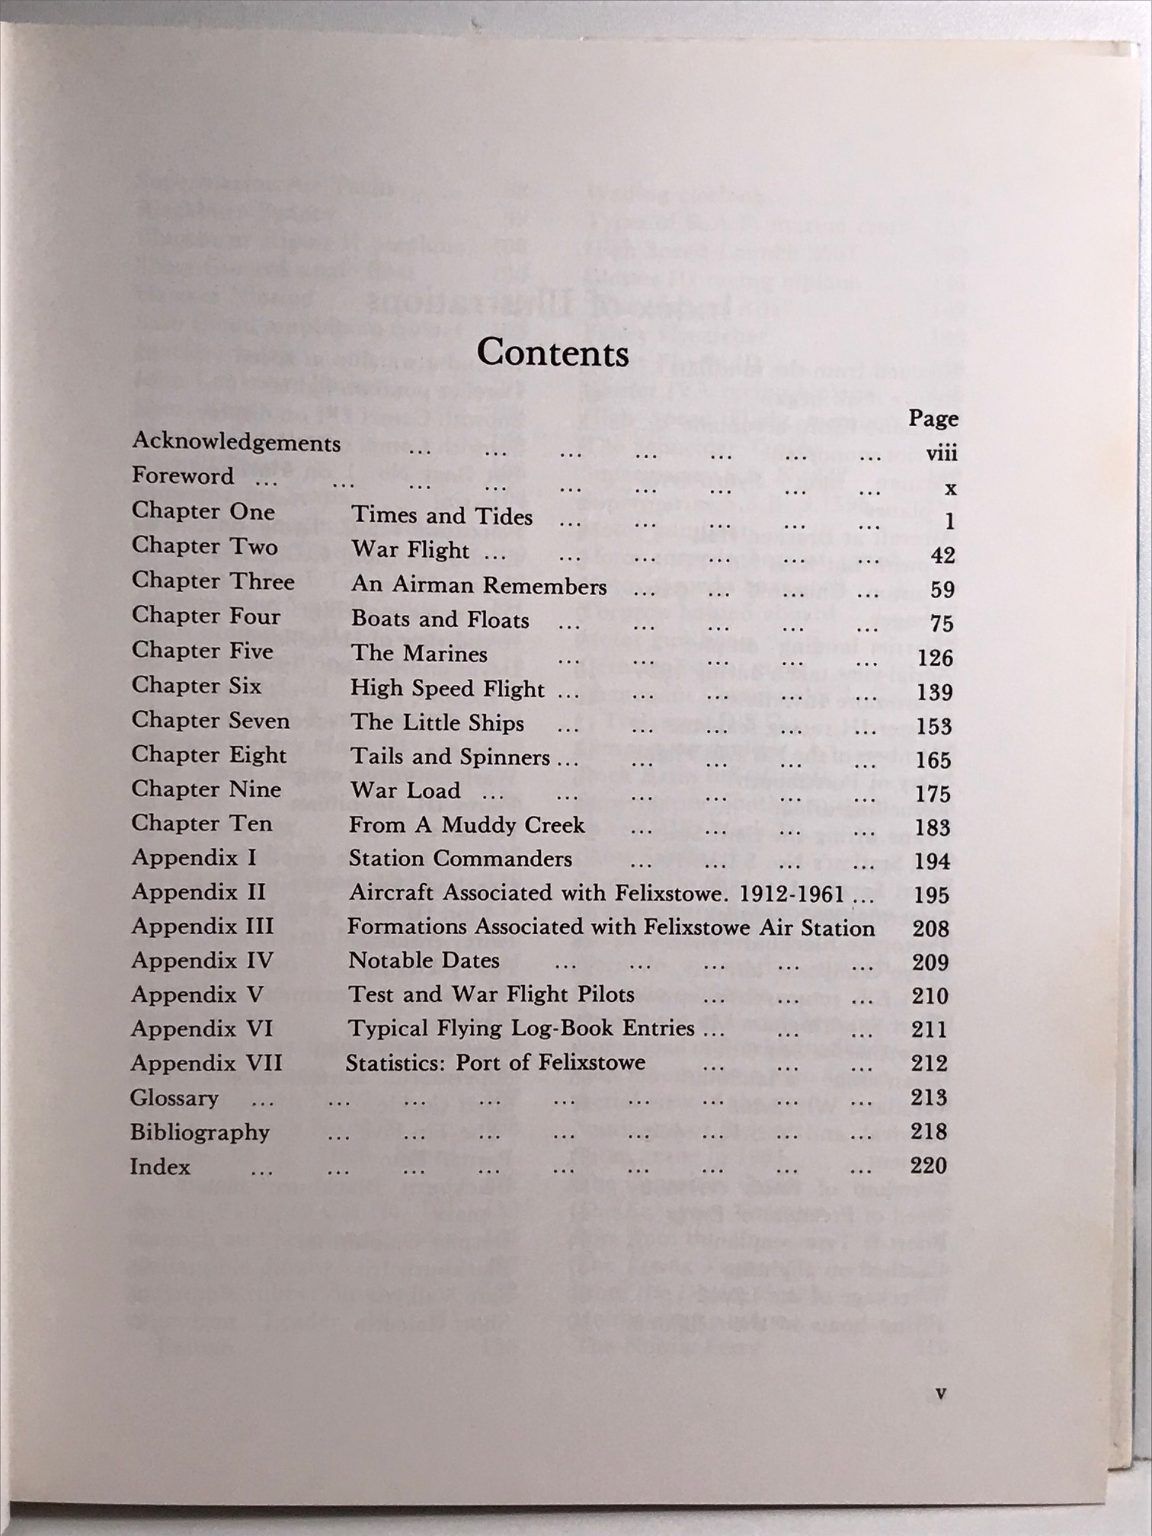 Contents
Page
Acknowledgements ... ... ... ... ... ... ... viii
Foreword ... ... ... ... ... ... ... ... ... x
Chapter One Times and Tides ... ... ... ... ... 1
Chapter Two War Flight ... ... ... ... ... ... 42
Chapter Three An Airman Remembers ... ... ... ... 59
Chapter Four Boats and Floats ... ... ... ... ... 75
Chapter Five The Marines ... ... ... ... ... 126
Chapter Six High Speed Flight ... ... ... ... ... 139
Chapter Seven The Little Ships ... ... ... ... ... 153
Chapter Eight Tails and Spinners ... ... ... ... ... 165
Chapter Nine War Load ... ... ... ... ... ... 175
Chapter Ten From A Muddy Creek ... ... ... ... 183
Appendix I Station Commanders ... ... ... ... 194
Appendix II Aircraft Associated with Felixstowe. 1912-1961 ... 195
Appendix III Formations Associated with Felixstowe Air Station 208
Appendix IV Notable Dates ... ... ... ... ... 209
Appendix V Test and War Flight Pilots ... ... ... 210
Appendix VI Typical Flying Log-Book Entries ... ... ... 211
Appendix VII Statistics: Port of Felixstowe ... ... ... 212
Glossary ... ... ... ... ... ... ... ... ... 213
Bibliography ... ... ... ... ... ... ... ... 218
Index ... ... ... ... ... ... ... ... ... 220
v